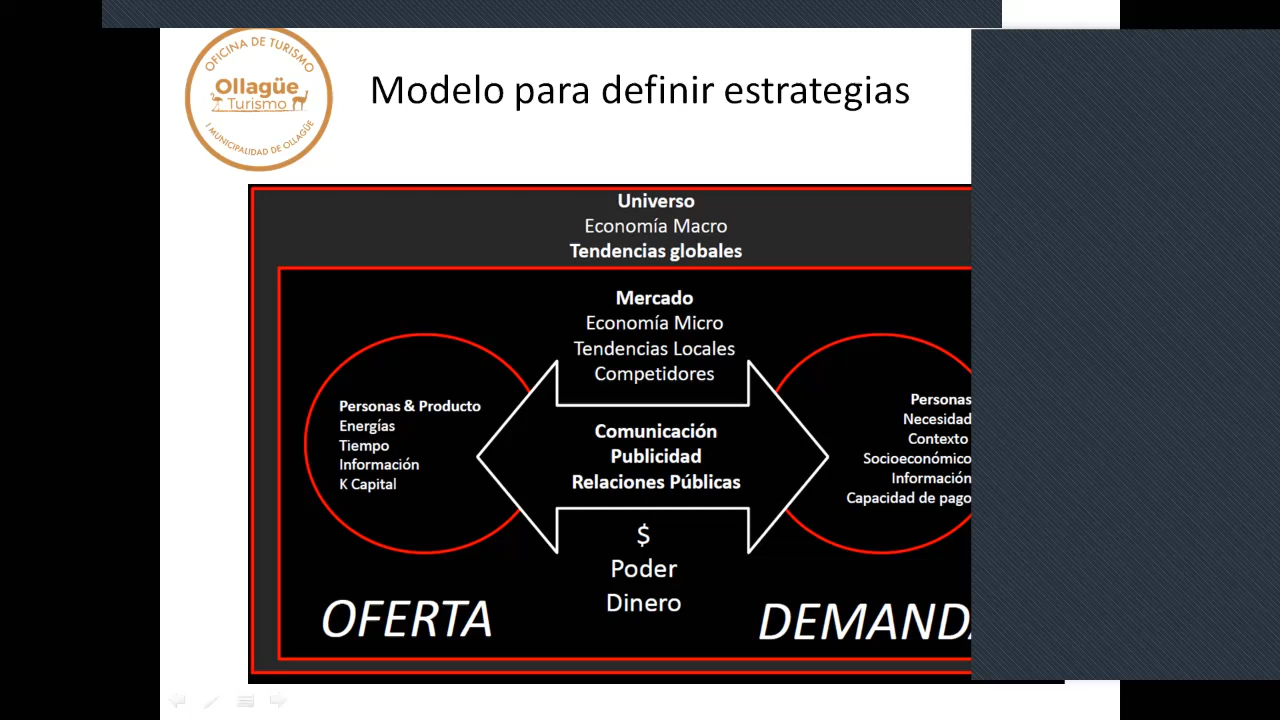 OFICINA DE TURISMO
Ollagüe
Turismo
I MUNICIPALIDAD DE OLLAGÜE
Modelo para definir estrategias
Universo
Economía Macro
Tendencias globales
Mercado
Economía Micro
Tendencias Locales
Competidores
Personas & Producto
Energías
Tiempo
Información
K Capital
Comunicación
Publicidad
Relaciones Públicas
Personas
Necesidad
Contexto
Socioeconómico
Información
Capacidad de pago
$
Poder
Dinero
OFERTA
DEMANDA